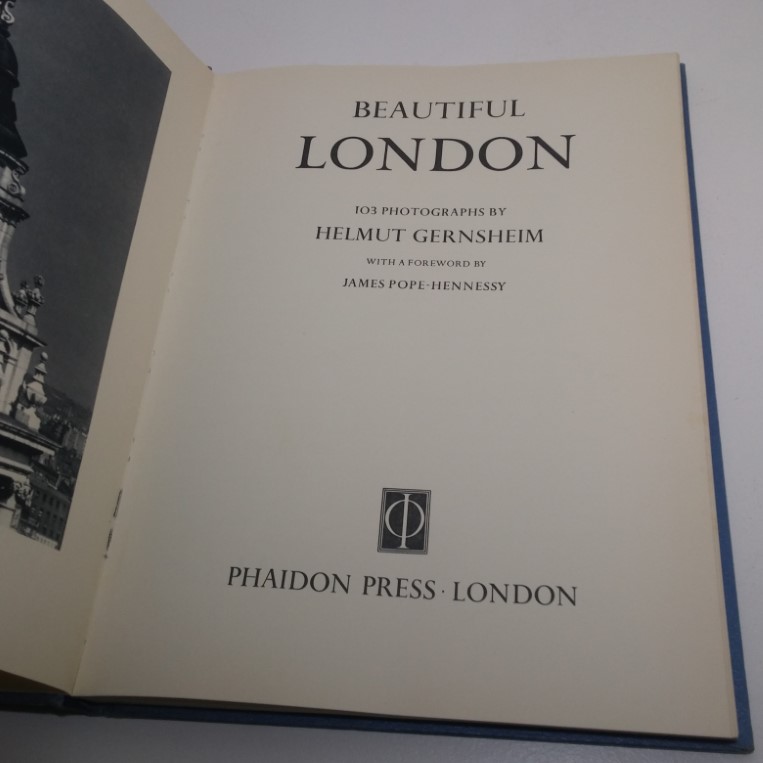 BEAUTIFUL
LONDON
103 PHOTOGRAPHS BY
HELMUT GERNSHEIM
WITH A FOREWORD BY
JAMES POPE-HENNESSY
Φ
PHAIDON PRESS · LONDON